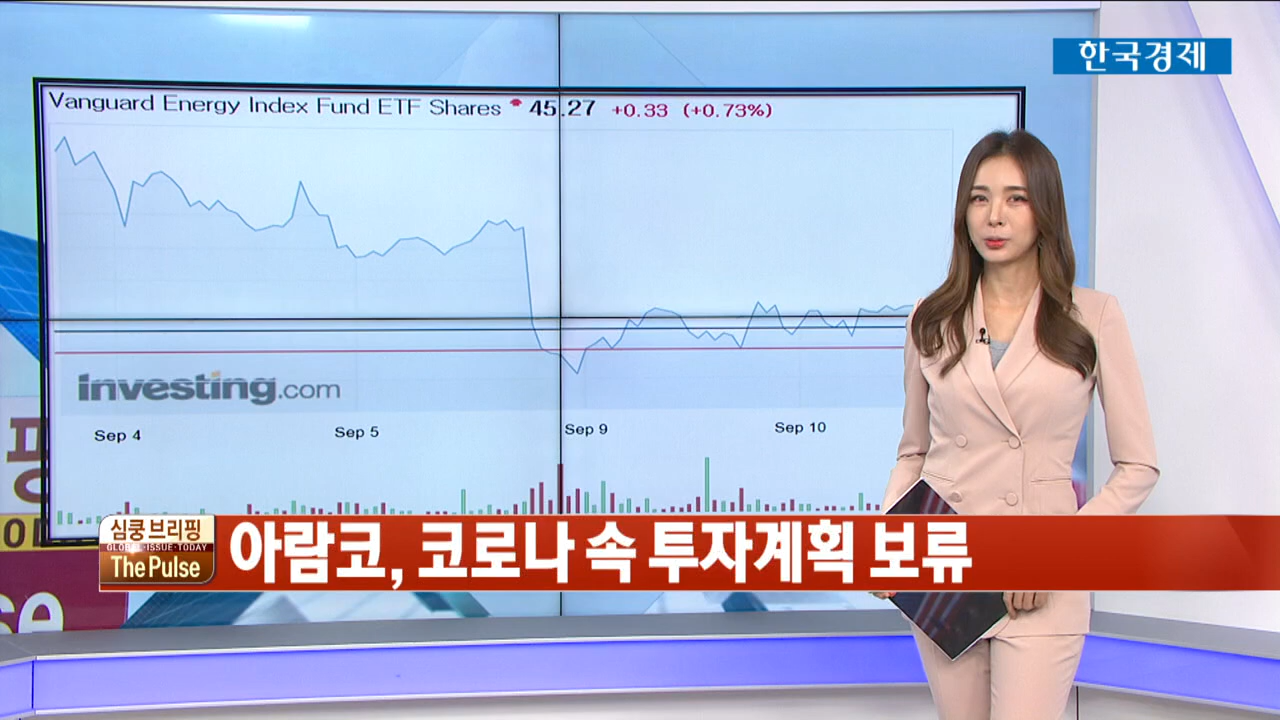 한국경제
Vanguard Energy Index Fund ETF Shares 45.27 +0.33 (+0.73%)
Investing.com
Sep 4 Sep 5 Sep 9 Sep 10
심쿵 브리핑
GLOBAL·ISSUE·TODAY
The Pulse
아람코, 코로나 속 투자계획 보류
se